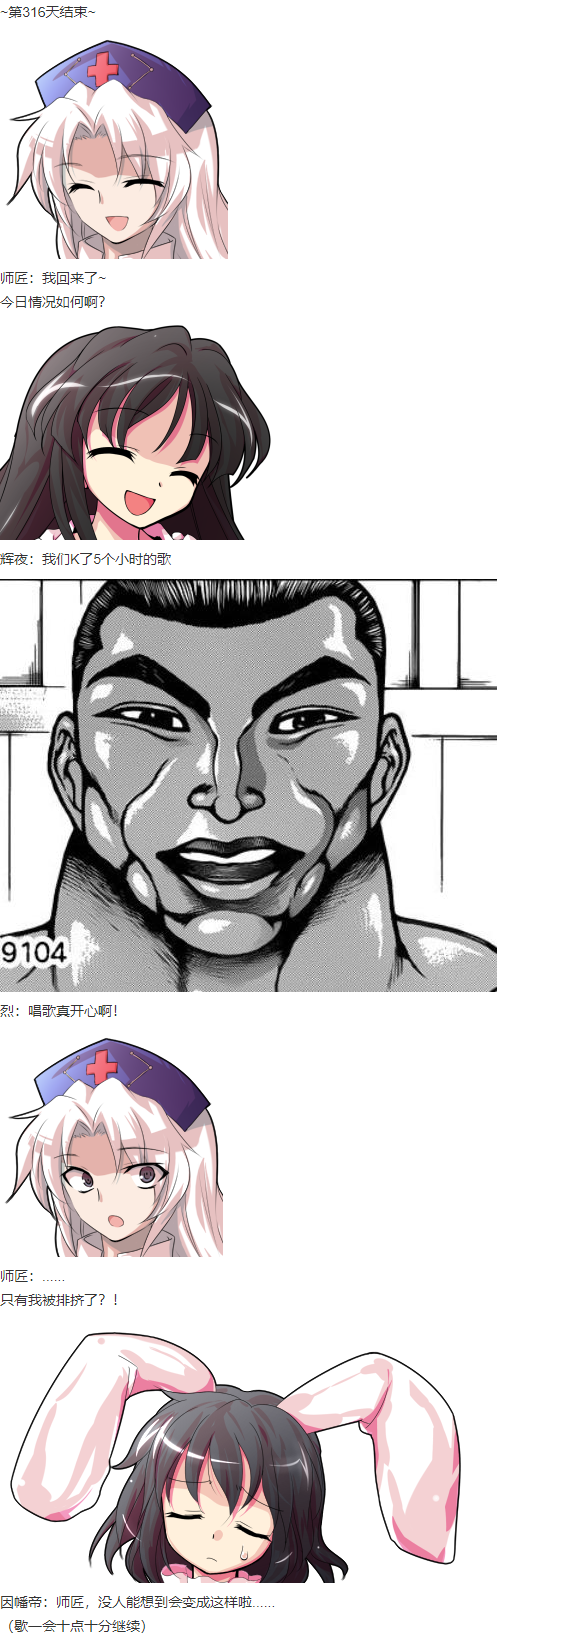 ~第316天结束~
师匠：我回来了~
今日情况如何啊？
辉夜：我们K了5个小时的歌
9104
烈：唱歌真开心啊！
师匠：......
只有我被排挤了？！
因幡帝：师匠，没人能想到会变成这样啦......
（歇一会十点十分继续）